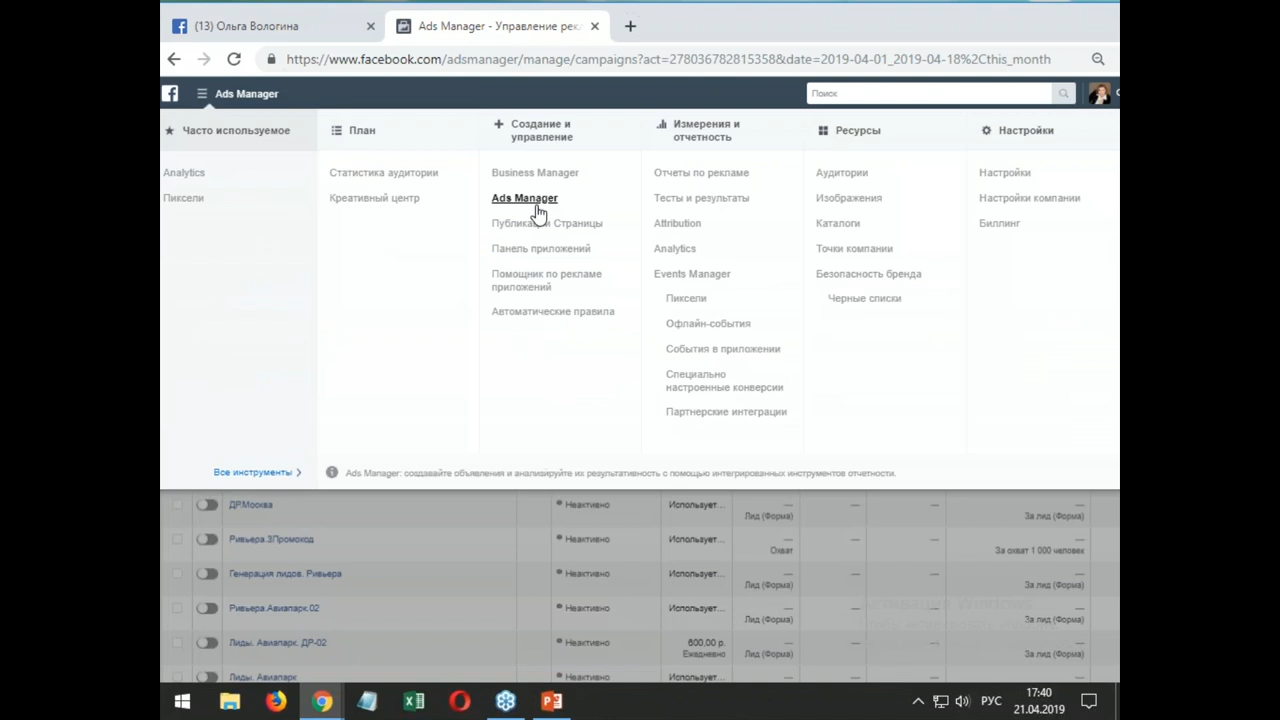 (13) Ольга Вологина
Ads Manager - Управление рек
https://www.facebook.com/adsmanager/manage/campaigns?act=278036782815358&date=2019-04-01_2019-04-18%2Cthis_month
Ads Manager
Поиск
Часто используемое
Analytics
Пиксели
Все инструменты
План
Статистика аудитории
Креативный центр
Создание и
управление
Business Manager
Ads Manager
Публикации Страницы
Панель приложений
Помощник по рекламе
приложений
Автоматические правила
Измерения и
отчетность
Отчеты по рекламе
Тесты и результаты
Attribution
Analytics
Events Manager
Пиксели
Офлайн-события
События в приложении
Специально
настроенные конверсии
Партнерские интеграции
Ресурсы
Аудитории
Изображения
Каталоги
Точки компании
Безопасность бренда
Черные списки
Настройки
Настройки
Настройки компании
Биллинг
Ads Manager: создавайте объявления и анализируйте их результативность с помощью интегрированных инструментов отчетности.
ДР.Москва Неактивно Использует... — — — —
Лид (Форма) За лид (Форма)
Ривьера.3Промокод Неактивно Использует... — — — —
Охват За охват 1 000 человек
Генерация лидов. Ривьера Неактивно Использует... — — — —
Лид (Форма) За лид (Форма)
Ривьера.Авиапарк.02 Неактивно Использует... — — — —
Лид (Форма) За лид (Форма)
Лиды. Авиапарк. ДР-02 Неактивно 600,00 р. — — — —
Ежедневно Лид (Форма) За лид (Форма)
Лиды. Авиапарк Неактивно Использует... — — — —
Активация Windows
РУС
17:40
21.04.2019